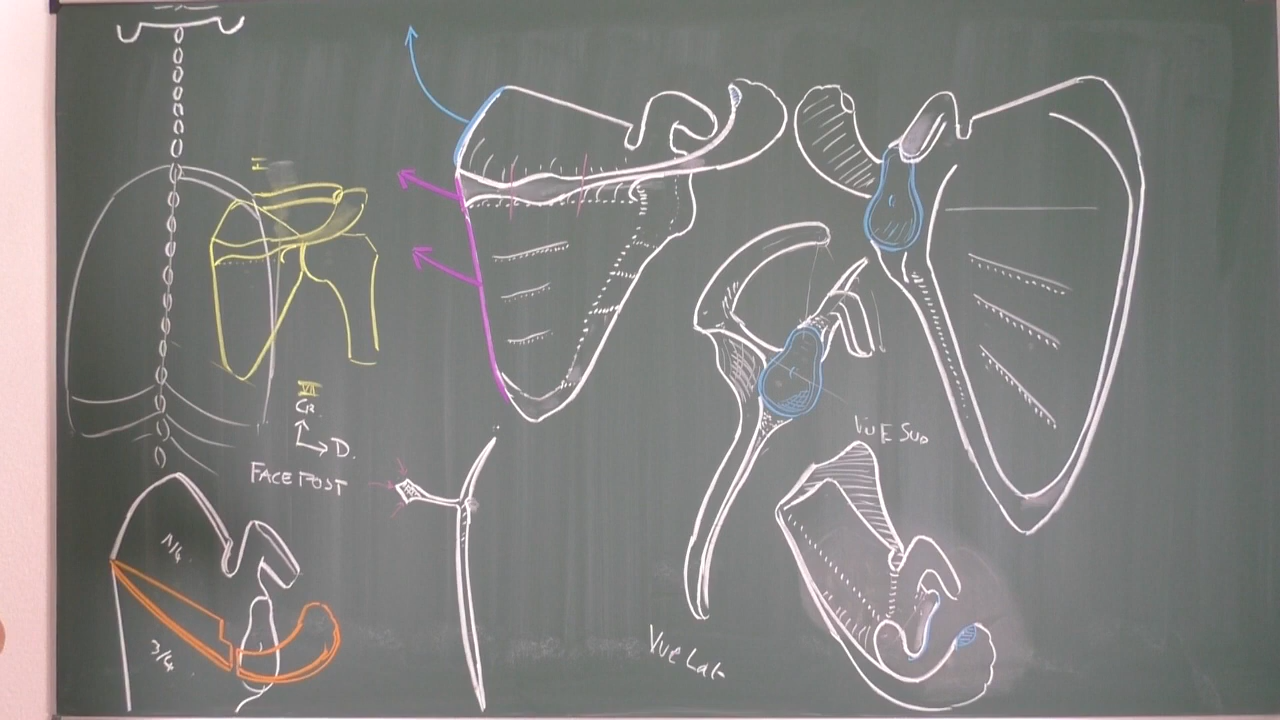 I
VII
Cr.
D.
FACE POST
1/4
3/4
VUE Lat
VUE Sup